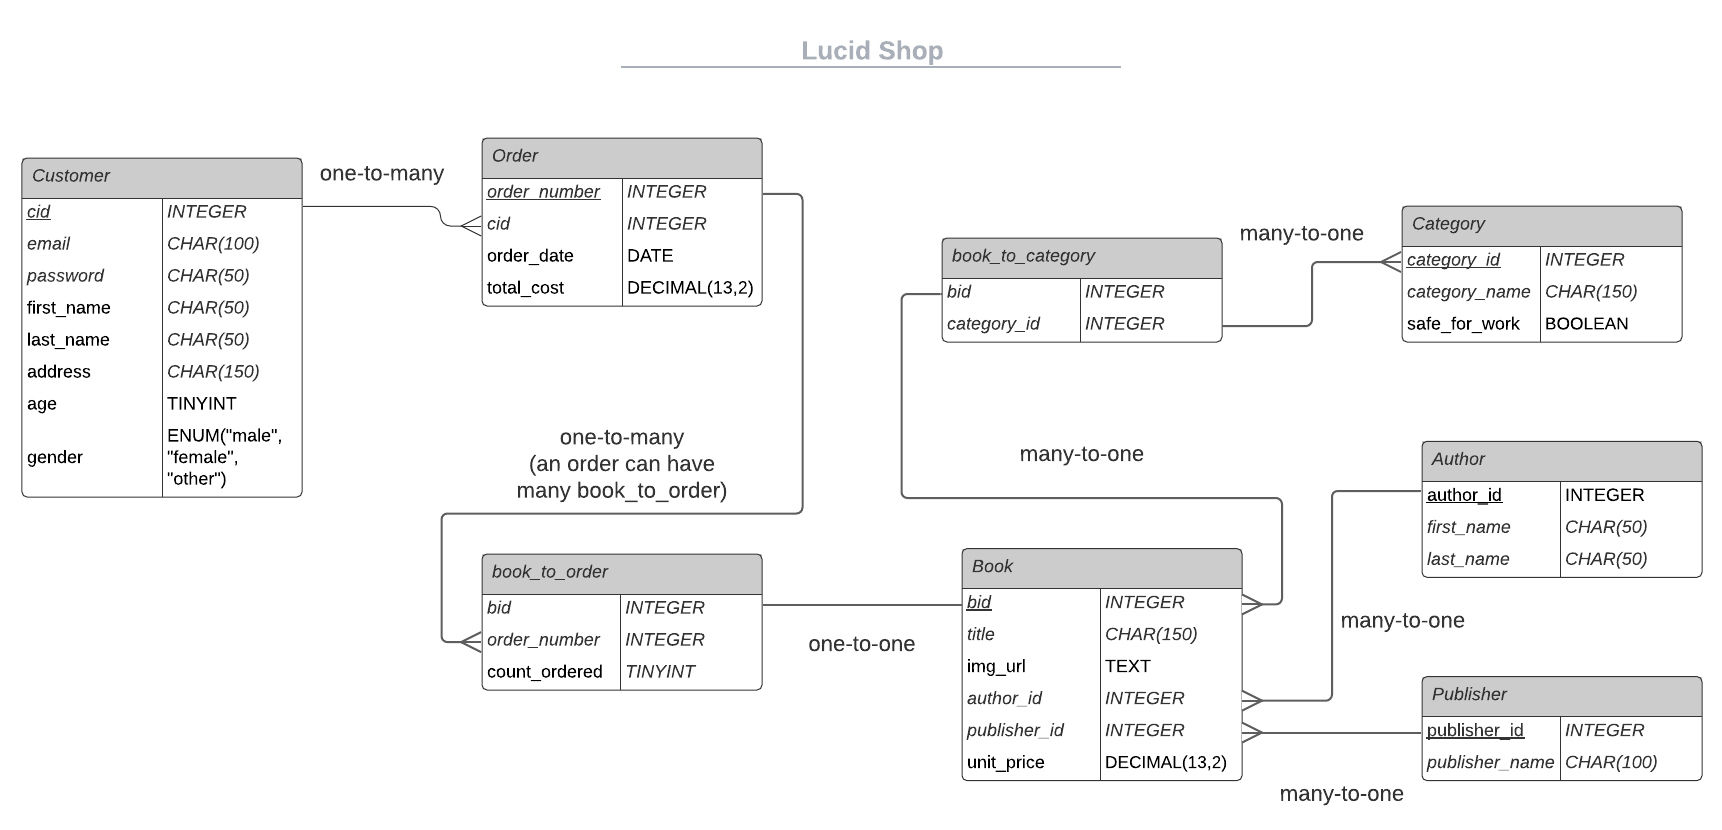 Lucid Shop
Customer
cid INTEGER
email CHAR(100)
password CHAR(50)
first_name CHAR(50)
last_name CHAR(50)
address CHAR(150)
age TINYINT
gender ENUM("male",
"female",
"other")
one-to-many
Order
order_number INTEGER
cid INTEGER
order_date DATE
total_cost DECIMAL(13,2)
one-to-many
(an order can have
many book_to_order)
book_to_order
bid INTEGER
order_number INTEGER
count_ordered TINYINT
one-to-one
book_to_category
bid INTEGER
category_id INTEGER
many-to-one
Category
category_id INTEGER
category_name CHAR(150)
safe_for_work BOOLEAN
many-to-one
Book
bid INTEGER
title CHAR(150)
img_url TEXT
author_id INTEGER
publisher_id INTEGER
unit_price DECIMAL(13,2)
Author
author_id INTEGER
first_name CHAR(50)
last_name CHAR(50)
many-to-one
Publisher
publisher_id INTEGER
publisher_name CHAR(100)
many-to-one